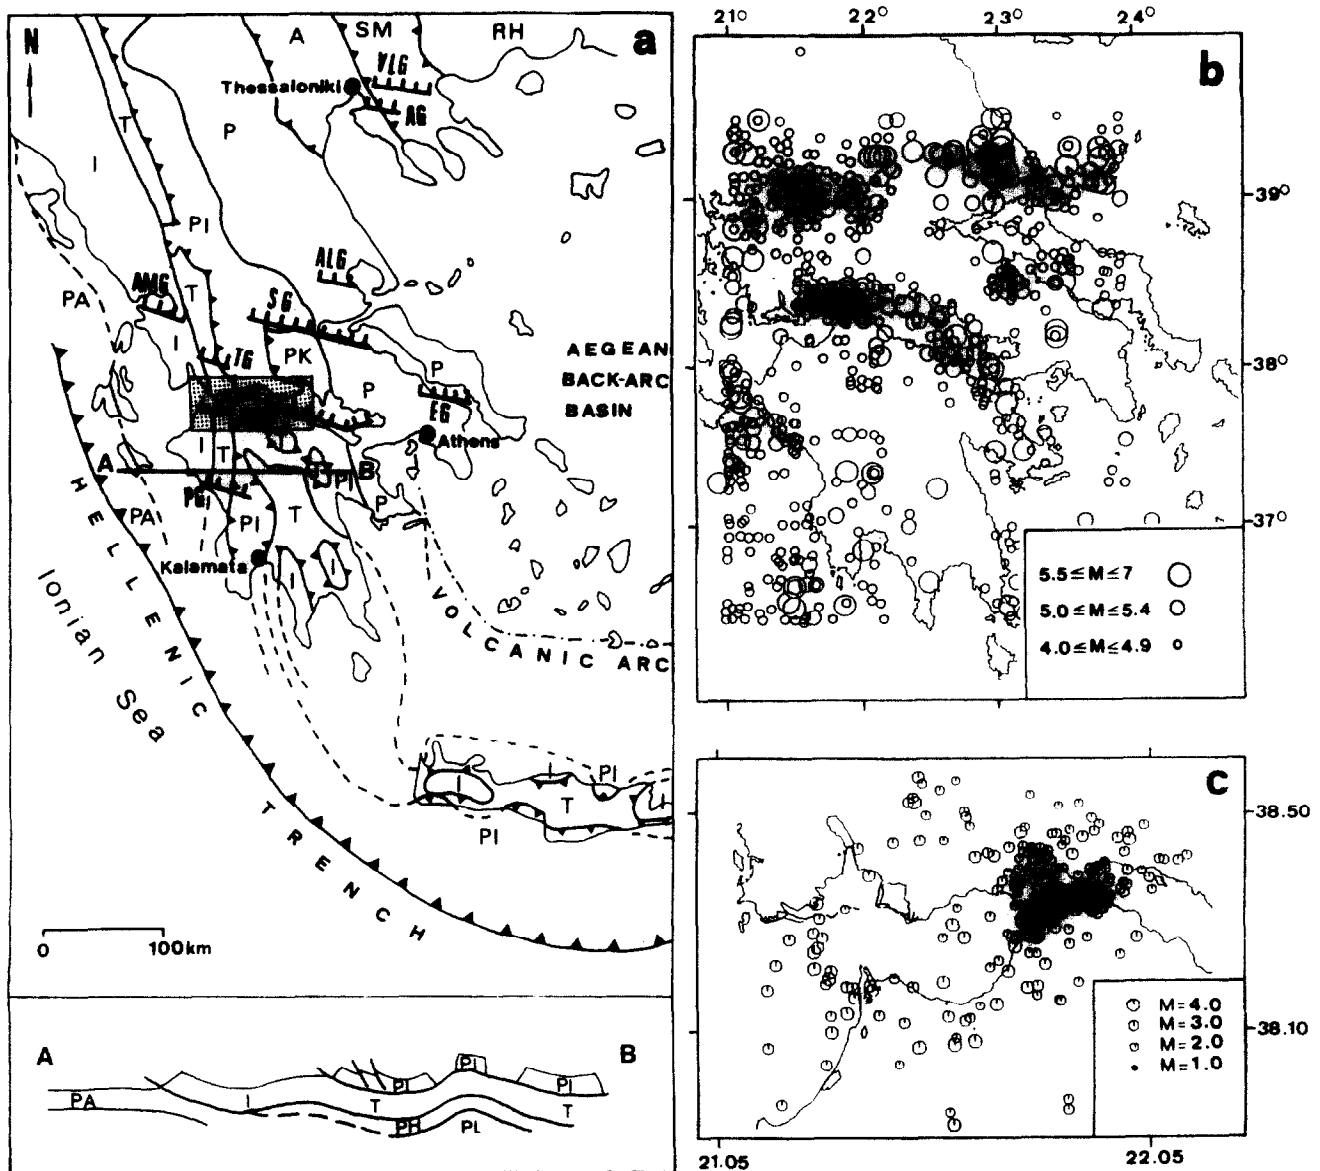 N
a
A
SM
RH
VLG
Thessaloniki
AG
T
P
I
PI
ALG
AMG
PA
T
SG
I
TG
PK
AEGEAN
BACK-ARC
BASIN
P
P
EG
Athens
I
T
A
B
PI
PG
PA
PI
T
P
Kalamata
I
I
HELLENIC
TRENCH
Ionian Sea
VOLCANIC ARC
I
I
PI
T
I
PI
0 100km
A
B
PA
I
T
PI
PI
PI
T
PH
PL
21° 22° 23° 24°
b
39°
38°
37°
5.5≤M≤7
5.0≤M≤5.4
4.0≤M≤4.9
c
38.50
38.10
M=4.0
M=3.0
M=2.0
M=1.0
21.05
22.05